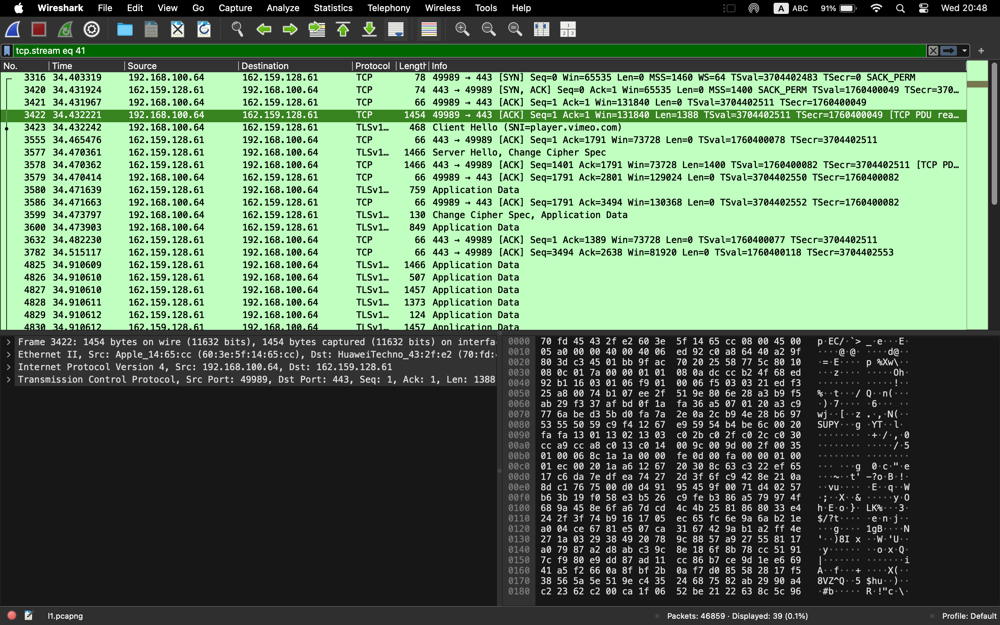 Wireshark File Edit View Go Capture Analyze Statistics Telephony Wireless Tools Help A ABC 91% Wed 20:48
tcp.stream eq 41
No. Time Source Destination Protocol Length Info
3316 34.403319 192.168.100.64 162.159.128.61 TCP 78 49989 → 443 [SYN] Seq=0 Win=65535 Len=0 MSS=1460 WS=64 TSval=3704402483 TSecr=0 SACK_PERM
3420 34.431924 162.159.128.61 192.168.100.64 TCP 74 443 → 49989 [SYN, ACK] Seq=0 Ack=1 Win=65535 Len=0 MSS=1400 SACK_PERM TSval=1760400049 TSecr=370…
3421 34.431967 192.168.100.64 162.159.128.61 TCP 66 49989 → 443 [ACK] Seq=1 Ack=1 Win=131840 Len=0 TSval=3704402511 TSecr=1760400049
3422 34.432221 192.168.100.64 162.159.128.61 TCP 1454 49989 → 443 [ACK] Seq=1 Ack=1 Win=131840 Len=1388 TSval=3704402511 TSecr=1760400049 [TCP PDU rea…
3423 34.432242 192.168.100.64 162.159.128.61 TLSv1… 468 Client Hello (SNI=player.vimeo.com)
3555 34.465476 162.159.128.61 192.168.100.64 TCP 66 443 → 49989 [ACK] Seq=1 Ack=1791 Win=73728 Len=0 TSval=1760400078 TSecr=3704402511
3577 34.470361 162.159.128.61 192.168.100.64 TLSv1… 1466 Server Hello, Change Cipher Spec
3578 34.470362 162.159.128.61 192.168.100.64 TCP 1466 443 → 49989 [ACK] Seq=1401 Ack=1791 Win=73728 Len=1400 TSval=1760400082 TSecr=3704402511 [TCP PD…
3579 34.470414 192.168.100.64 162.159.128.61 TCP 66 49989 → 443 [ACK] Seq=1791 Ack=2801 Win=129024 Len=0 TSval=3704402550 TSecr=1760400082
3580 34.471639 162.159.128.61 192.168.100.64 TLSv1… 759 Application Data
3586 34.471663 192.168.100.64 162.159.128.61 TCP 66 49989 → 443 [ACK] Seq=1791 Ack=3494 Win=130368 Len=0 TSval=3704402552 TSecr=1760400082
3599 34.473797 192.168.100.64 162.159.128.61 TLSv1… 130 Change Cipher Spec, Application Data
3600 34.473903 192.168.100.64 162.159.128.61 TLSv1… 849 Application Data
3632 34.482230 162.159.128.61 192.168.100.64 TCP 66 443 → 49989 [ACK] Seq=1 Ack=1389 Win=73728 Len=0 TSval=1760400077 TSecr=3704402511
3782 34.515117 162.159.128.61 192.168.100.64 TCP 66 443 → 49989 [ACK] Seq=3494 Ack=2638 Win=81920 Len=0 TSval=1760400118 TSecr=3704402553
4825 34.910609 162.159.128.61 192.168.100.64 TLSv1… 1466 Application Data
4826 34.910610 162.159.128.61 192.168.100.64 TLSv1… 507 Application Data
4827 34.910610 162.159.128.61 192.168.100.64 TLSv1… 1457 Application Data
4828 34.910611 162.159.128.61 192.168.100.64 TLSv1… 1373 Application Data
4829 34.910612 162.159.128.61 192.168.100.64 TLSv1… 124 Application Data
4830 34.910612 162.159.128.61 192.168.100.64 TLSv1… 1457 Application Data
Frame 3422: 1454 bytes on wire (11632 bits), 1454 bytes captured (11632 bits) on interfa
Ethernet II, Src: Apple_14:65:cc (60:3e:5f:14:65:cc), Dst: HuaweiTechno_43:2f:e2 (70:fd:4
Internet Protocol Version 4, Src: 192.168.100.64, Dst: 162.159.128.61
Transmission Control Protocol, Src Port: 49989, Dst Port: 443, Seq: 1, Ack: 1, Len: 1388
0000 70 fd 45 43 2f e2 60 3e 5f 14 65 cc 08 00 45 00 p·EC/·`> _·e···E·
0010 05 a0 00 00 40 00 40 06 ed 92 c0 a8 64 40 a2 9f ····@·@· ····d@··
0020 80 3d c3 45 01 bb 9f ac 70 20 25 58 77 5c 80 10 ·=·E···· p %Xw\··
0030 08 0c 01 7a 00 00 01 01 08 0a dc cc b2 4f 68 ed ···z···· ·····Oh·
0040 92 b1 16 03 01 06 f9 01 00 06 f5 03 03 21 ed f3 ········ ·····!··
0050 25 a8 00 74 b1 07 ee 2f 51 9e 80 6e 28 a3 b9 f5 %··t···/ Q··n(···
0060 ab 29 f3 37 af bd 0f 1a fa 36 a5 07 01 20 a3 c9 ·)·7···· ·6··· ··
0070 77 6a be d3 5b d0 fa 7a 2e 0a 2c b9 4e 28 b6 97 wj··[··z .·,·N(··
0080 53 55 50 59 c9 f4 12 67 e9 59 54 b4 be 6c 00 20 SUPY···g ·YT··l·
0090 fa fa 13 01 13 02 13 03 c0 2b c0 2f c0 2c c0 30 ········ ·+·/·,·0
00a0 cc a9 cc a8 c0 13 c0 14 00 9c 00 9d 00 2f 00 35 ········ ·····/·5
00b0 01 00 06 8c 1a 1a 00 00 fe 0d 00 fa 00 00 01 00 ········ ········
00c0 01 ec 00 20 1a a6 12 67 20 30 8c 63 c3 22 ef 65 ··· ···g 0·c·"·e
00d0 17 c6 da 7e df ea 74 27 2d 3f 6f c9 42 8e 21 0a ···~··t' -?o·B·!·
00e0 8d c1 76 75 00 d0 d4 91 95 45 9f 00 71 d4 02 57 ··vu···· ·E··q··W
00f0 b6 3b 19 f0 58 e3 b5 26 c9 fe b3 86 a5 79 97 4f ·;··X··& ·····y·O
0100 68 9a 45 8e 6f a6 7d cd 4c 4b 25 81 86 80 33 e4 h·E·o·}· LK%···3·
0110 24 2f 3f 74 b9 16 17 05 ec 65 fc 6e 9a 6a b2 1e $/?t···· ·e·n·j··
0120 a0 04 ce 67 81 e5 07 ca 31 67 42 9a b1 a2 ff 4e ···g···· 1gB····N
0130 27 1a 03 29 38 49 20 78 9c 88 57 a9 27 55 81 17 '··)8I x ··W·'U··
0140 a0 79 87 a2 d8 ab c3 9c 8e 18 6f 8b 78 cc 51 91 ·y······ ··o·x·Q·
0150 7c f9 80 e9 dd 87 ad 11 cc 86 b7 ce 9d 1e e6 69 |······· ·······i
0160 41 a5 f2 66 0a 8f bf 2b 0a f7 d0 85 58 28 17 f5 A··f···+ ····X(··
0170 38 56 5a 5e 51 9e c4 35 24 68 75 82 ab 29 90 a4 8VZ^Q··5 $hu··)··
0180 c2 23 62 c2 00 ca 1f 06 52 be 21 22 63 8c 5c 96 ·#b····· R·!"c·\·
l1.pcapng Packets: 46859 · Displayed: 39 (0.1%) Profile: Default